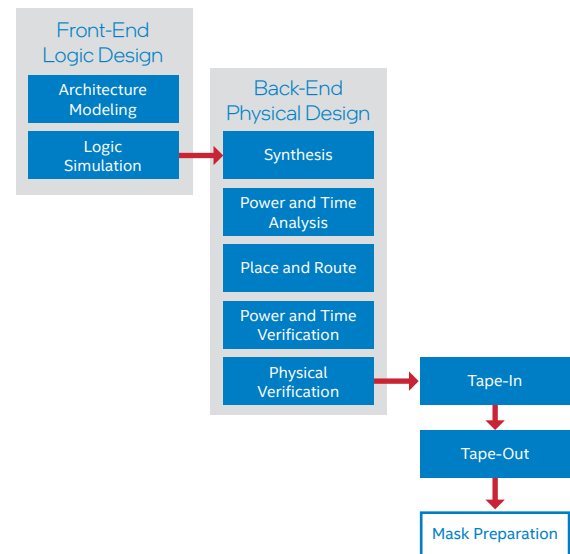 Front-End
Logic Design
Architecture
Modeling
Logic
Simulation
Back-End
Physical Design
Synthesis
Power and Time
Analysis
Place and Route
Power and Time
Verification
Physical
Verification
Tape-In
Tape-Out
Mask Preparation